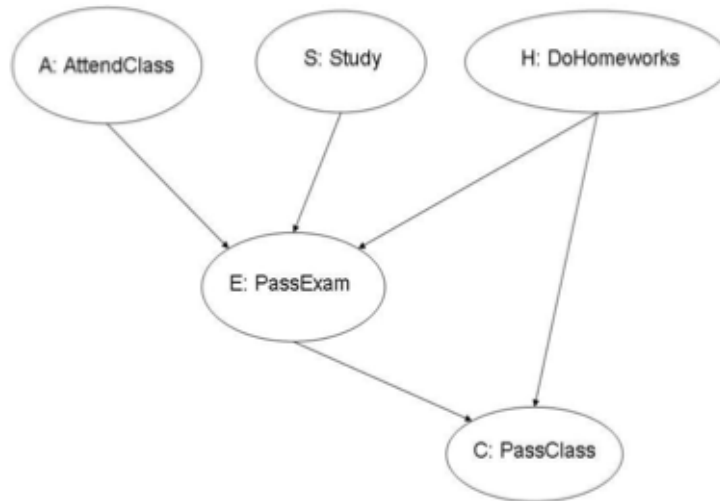 A: AttendClass
S: Study
H: DoHomeworks
E: PassExam
C: PassClass